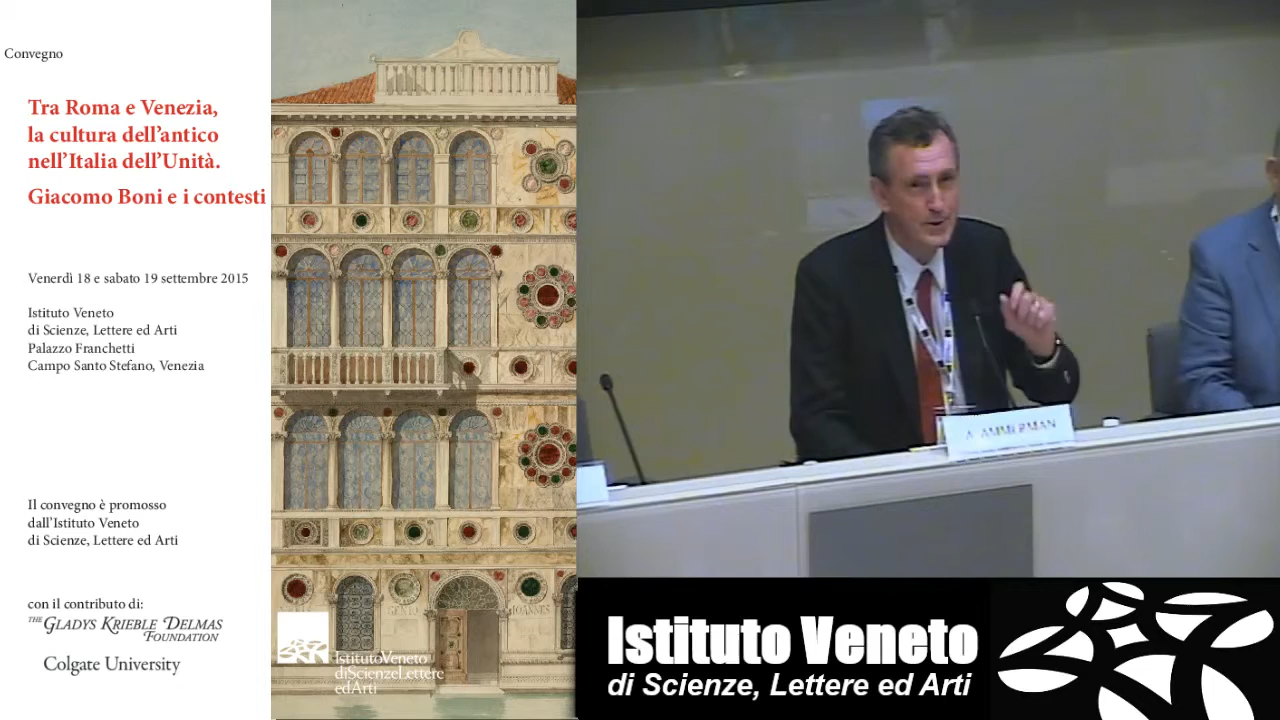 Convegno
Tra Roma e Venezia,
la cultura dell'antico
nell'Italia dell'Unità.
Giacomo Boni e i contesti
Venerdì 18 e sabato 19 settembre 2015
Istituto Veneto
di Scienze, Lettere ed Arti
Palazzo Franchetti
Campo Santo Stefano, Venezia
Il convegno è promosso
dall'Istituto Veneto
di Scienze, Lettere ed Arti
con il contributo di:
THE GLADYS KRIEBLE DELMAS
FOUNDATION
Colgate University
GENIO IOANNES
IstitutoVeneto
diScienzeLettere
edArti
A. AMMERMAN
Istituto Veneto
di Scienze, Lettere ed Arti